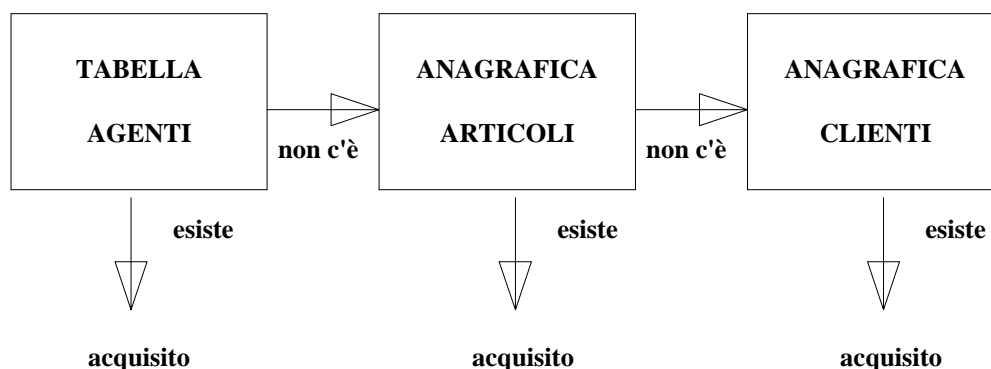 TABELLA
AGENTI
non c'è
ANAGRAFICA
ARTICOLI
non c'è
ANAGRAFICA
CLIENTI
esiste
esiste
esiste
acquisito
acquisito
acquisito